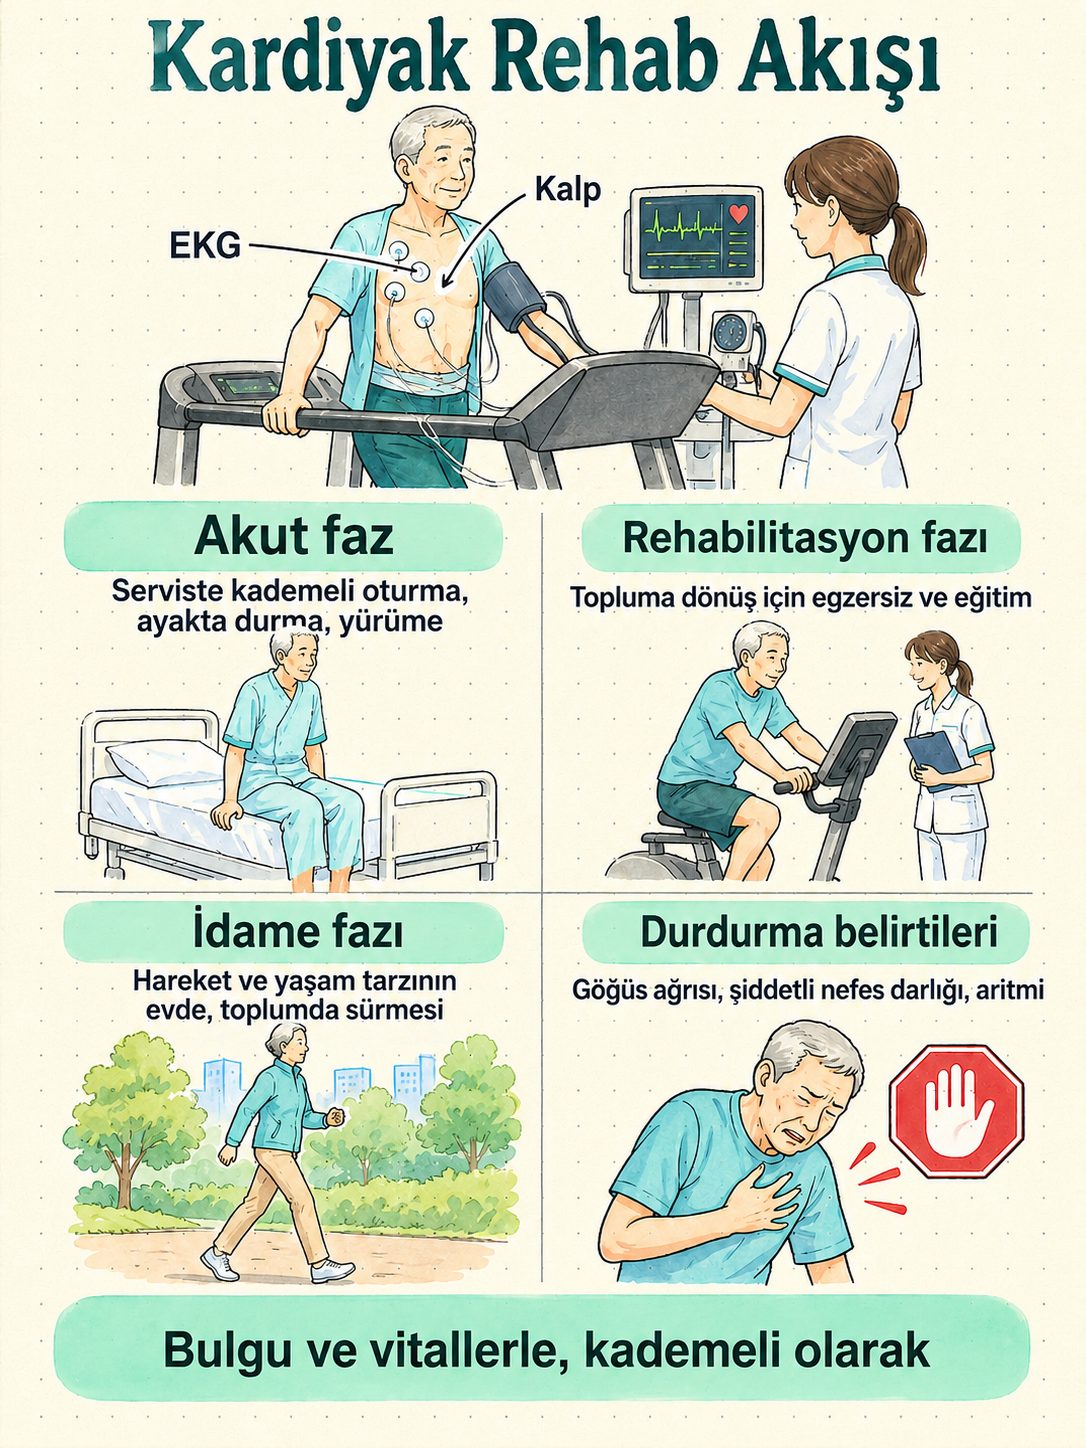 Kardiyak Rehab Akışı
Kalp
EKG
Akut faz
Serviste kademeli oturma,
ayakta durma, yürüme
Rehabilitasyon fazı
Topluma dönüş için egzersiz ve eğitim
İdame fazı
Hareket ve yaşam tarzının
evde, toplumda sürmesi
Durdurma belirtileri
Göğüs ağrısı, şiddetli nefes darlığı, aritmi
Bulgu ve vitallerle, kademeli olarak